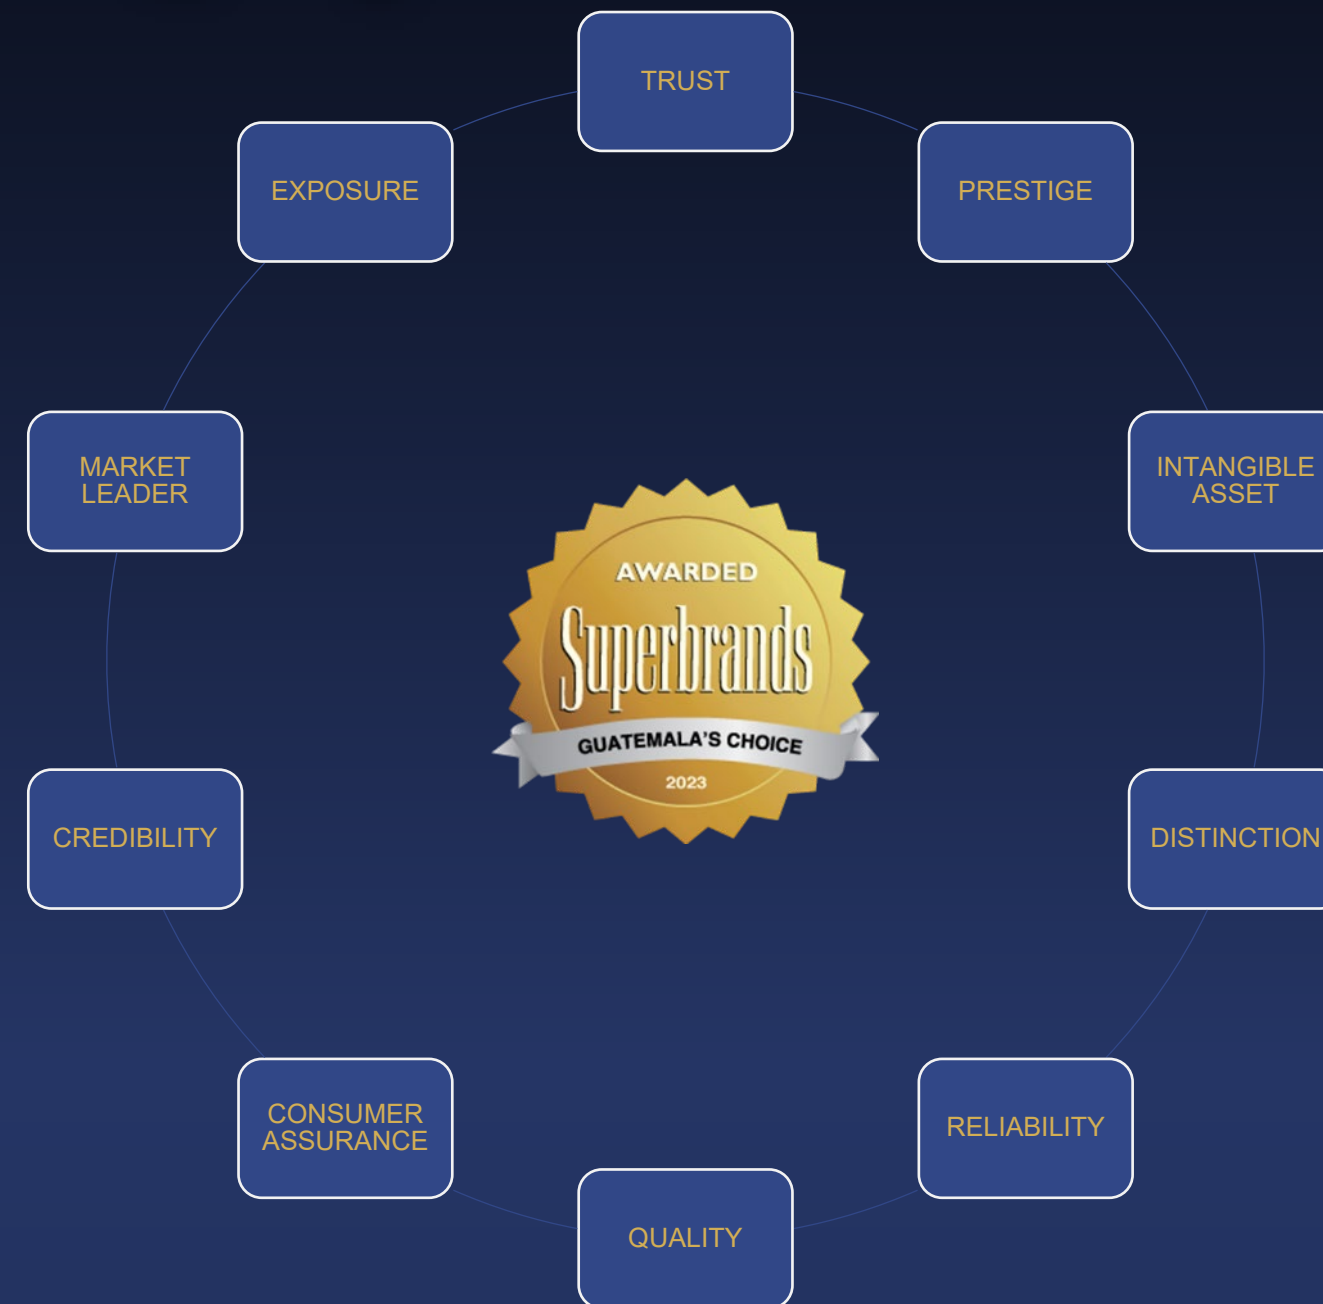 TRUST
EXPOSURE
PRESTIGE
MARKET
LEADER
INTANGIBLE
ASSET
AWARDED
Superbrands
GUATEMALA'S CHOICE
2023
CREDIBILITY
DISTINCTION
CONSUMER
ASSURANCE
RELIABILITY
QUALITY